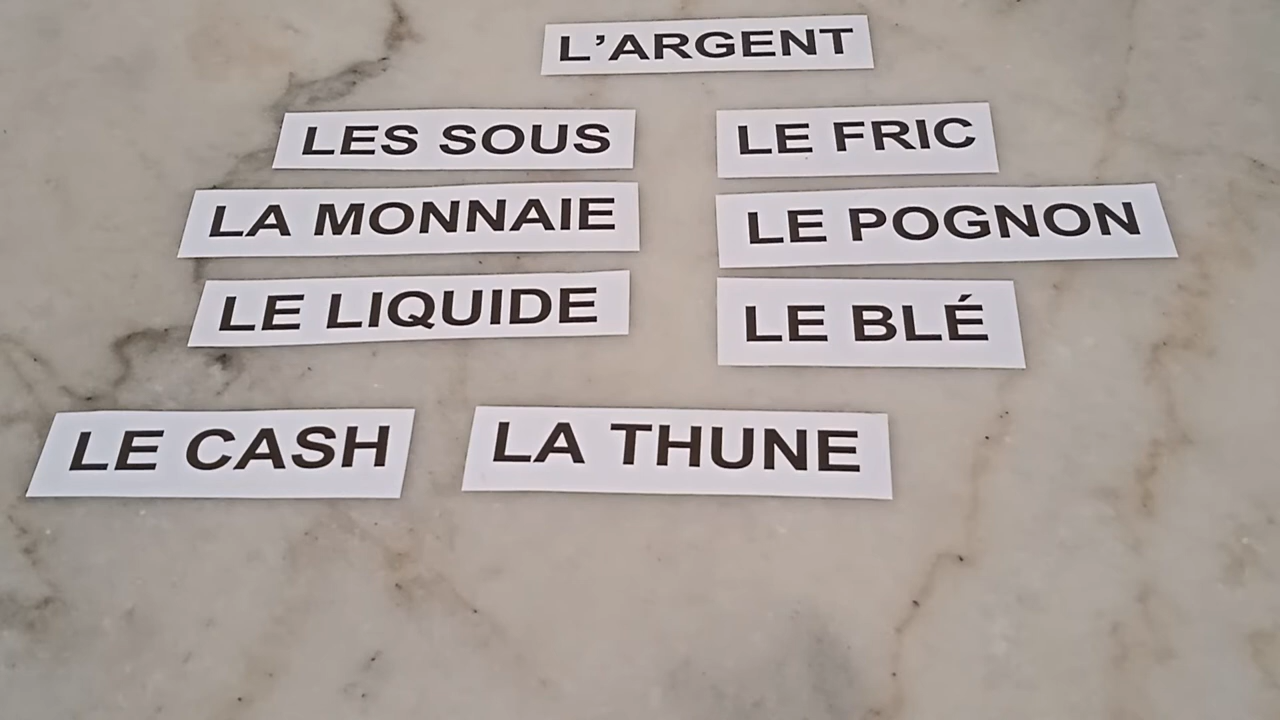 L'ARGENT
LES SOUS
LE FRIC
LA MONNAIE
LE POGNON
LE LIQUIDE
LE BLÉ
LE CASH
LA THUNE